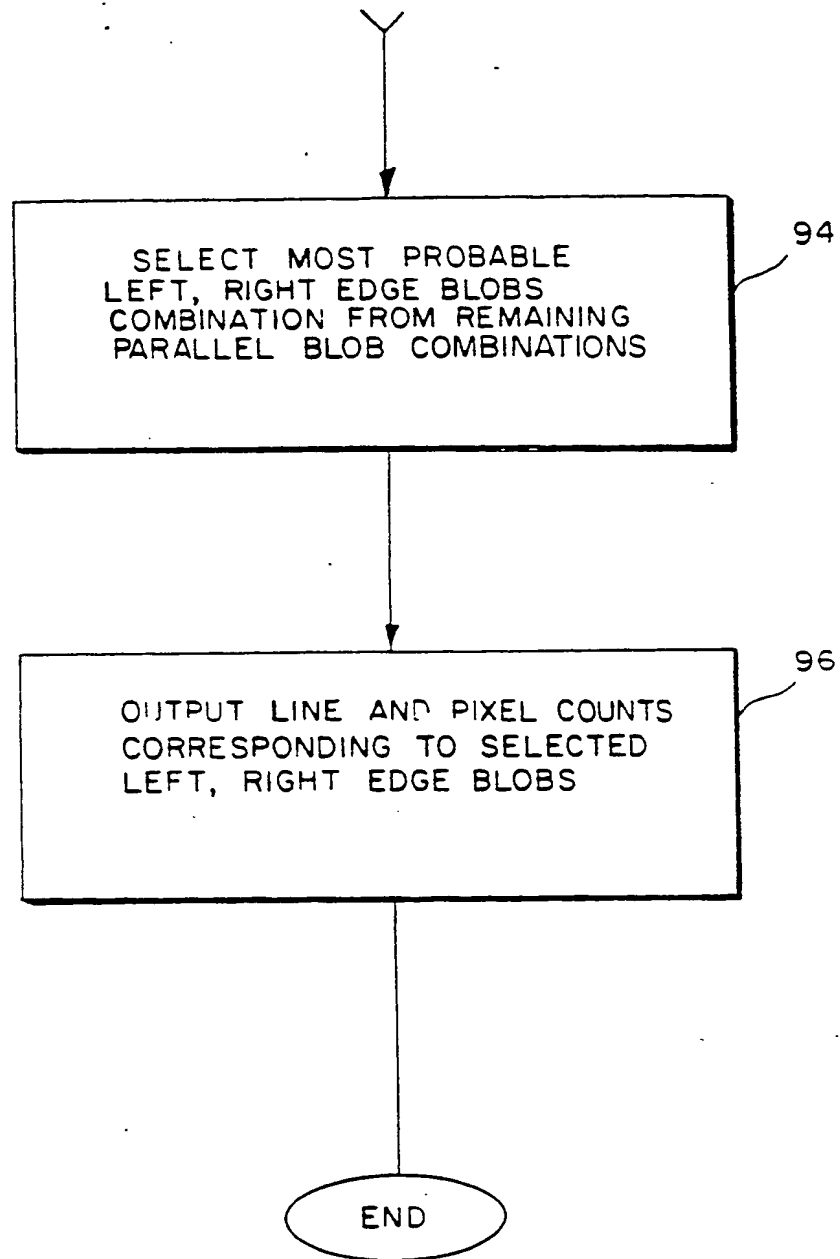 94
SELECT MOST PROBABLE
LEFT, RIGHT EDGE BLOBS
COMBINATION FROM REMAINING
PARALLEL BLOB COMBINATIONS
96
OUTPUT LINE AND PIXEL COUNTS
CORRESPONDING TO SELECTED
LEFT, RIGHT EDGE BLOBS
END